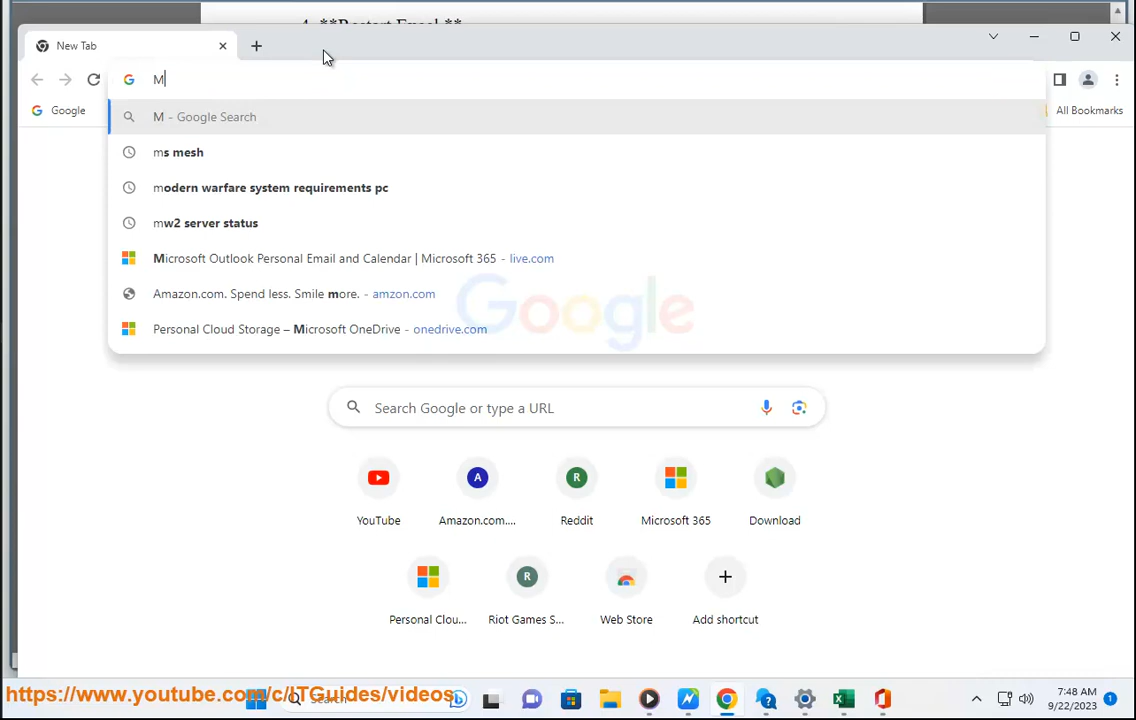 4. **Restart Excel.**
New Tab
M
Google
All Bookmarks
M - Google Search
ms mesh
modern warfare system requirements pc
mw2 server status
Microsoft Outlook Personal Email and Calendar | Microsoft 365 - live.com
Amazon.com. Spend less. Smile more. - amzon.com
Personal Cloud Storage – Microsoft OneDrive - onedrive.com
Google
Search Google or type a URL
A
R
YouTube
Amazon.com....
Reddit
Microsoft 365
Download
R
Personal Clou...
Riot Games S...
Web Store
Add shortcut
https://www.youtube.com/c/ITGuides/videos
Search
7:48 AM
9/22/2023
1